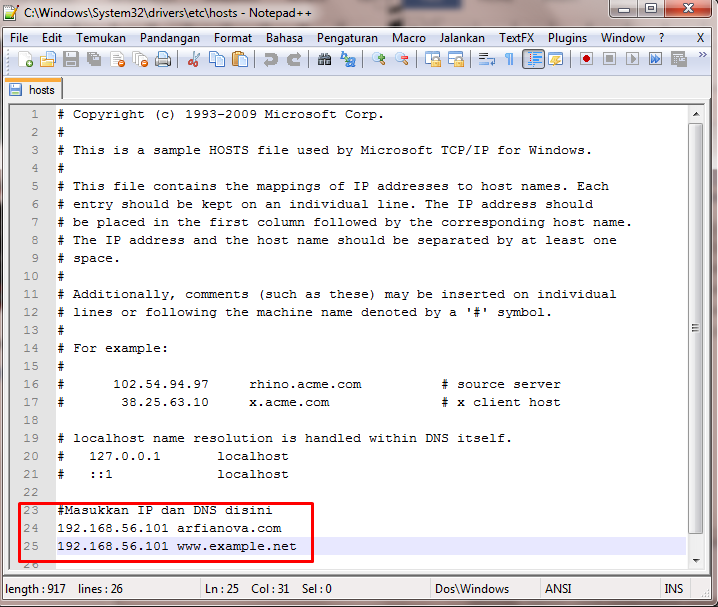 C:\Windows\System32\drivers\etc\hosts - Notepad++
File Edit Temukan Pandangan Format Bahasa Pengaturan Macro Jalankan TextFX Plugins Window ? X
hosts
1 # Copyright (c) 1993-2009 Microsoft Corp.
2 #
3 # This is a sample HOSTS file used by Microsoft TCP/IP for Windows.
4 #
5 # This file contains the mappings of IP addresses to host names. Each
6 # entry should be kept on an individual line. The IP address should
7 # be placed in the first column followed by the corresponding host name.
8 # The IP address and the host name should be separated by at least one
9 # space.
10 #
11 # Additionally, comments (such as these) may be inserted on individual
12 # lines or following the machine name denoted by a '#' symbol.
13 #
14 # For example:
15 #
16 # 102.54.94.97 rhino.acme.com # source server
17 # 38.25.63.10 x.acme.com # x client host
18
19 # localhost name resolution is handled within DNS itself.
20 # 127.0.0.1 localhost
21 # ::1 localhost
22
23 #Masukkan IP dan DNS disini
24 192.168.56.101 arfianova.com
25 192.168.56.101 www.example.net
26
length : 917 lines : 26 Ln : 25 Col : 31 Sel : 0 Dos\Windows ANSI INS